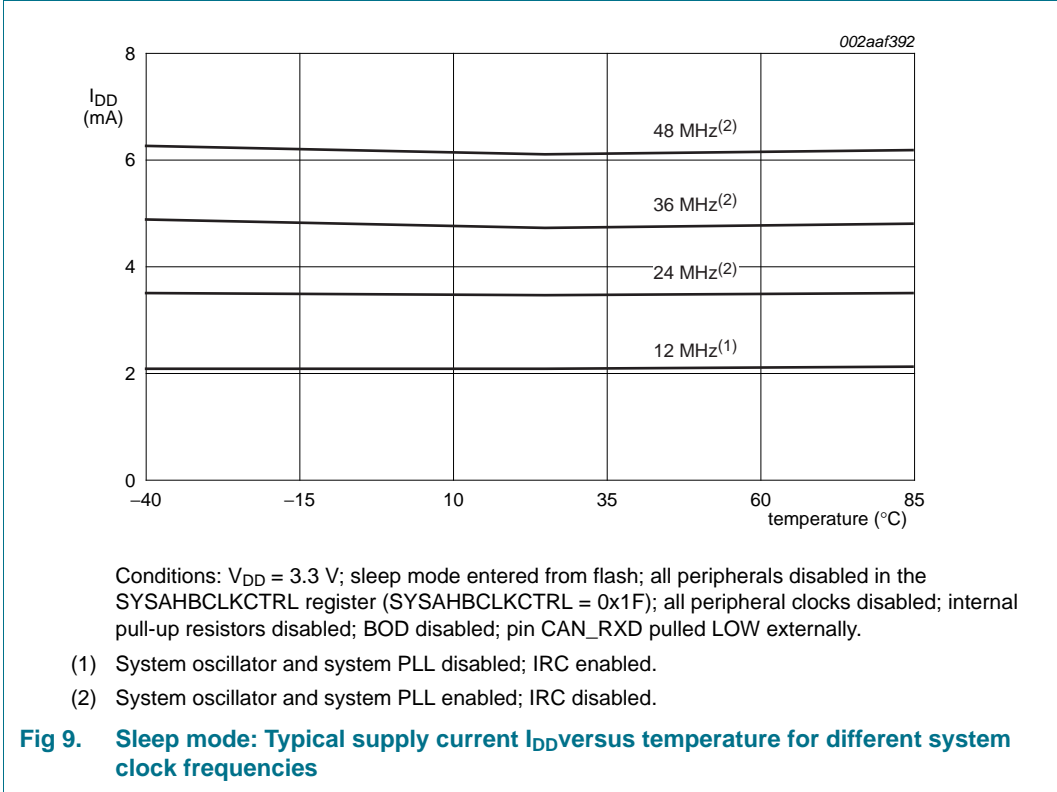 002aaf392
8
I_DD
(mA)
48 MHz(2)
6
36 MHz(2)
4
24 MHz(2)
12 MHz(1)
2
0
−40 −15 10 35 60 85
temperature (°C)
Conditions: V_DD = 3.3 V; sleep mode entered from flash; all peripherals disabled in the
SYSAHBCLKCTRL register (SYSAHBCLKCTRL = 0x1F); all peripheral clocks disabled; internal
pull-up resistors disabled; BOD disabled; pin CAN_RXD pulled LOW externally.
(1) System oscillator and system PLL disabled; IRC enabled.
(2) System oscillator and system PLL enabled; IRC disabled.
Fig 9. Sleep mode: Typical supply current I_DDversus temperature for different system
clock frequencies